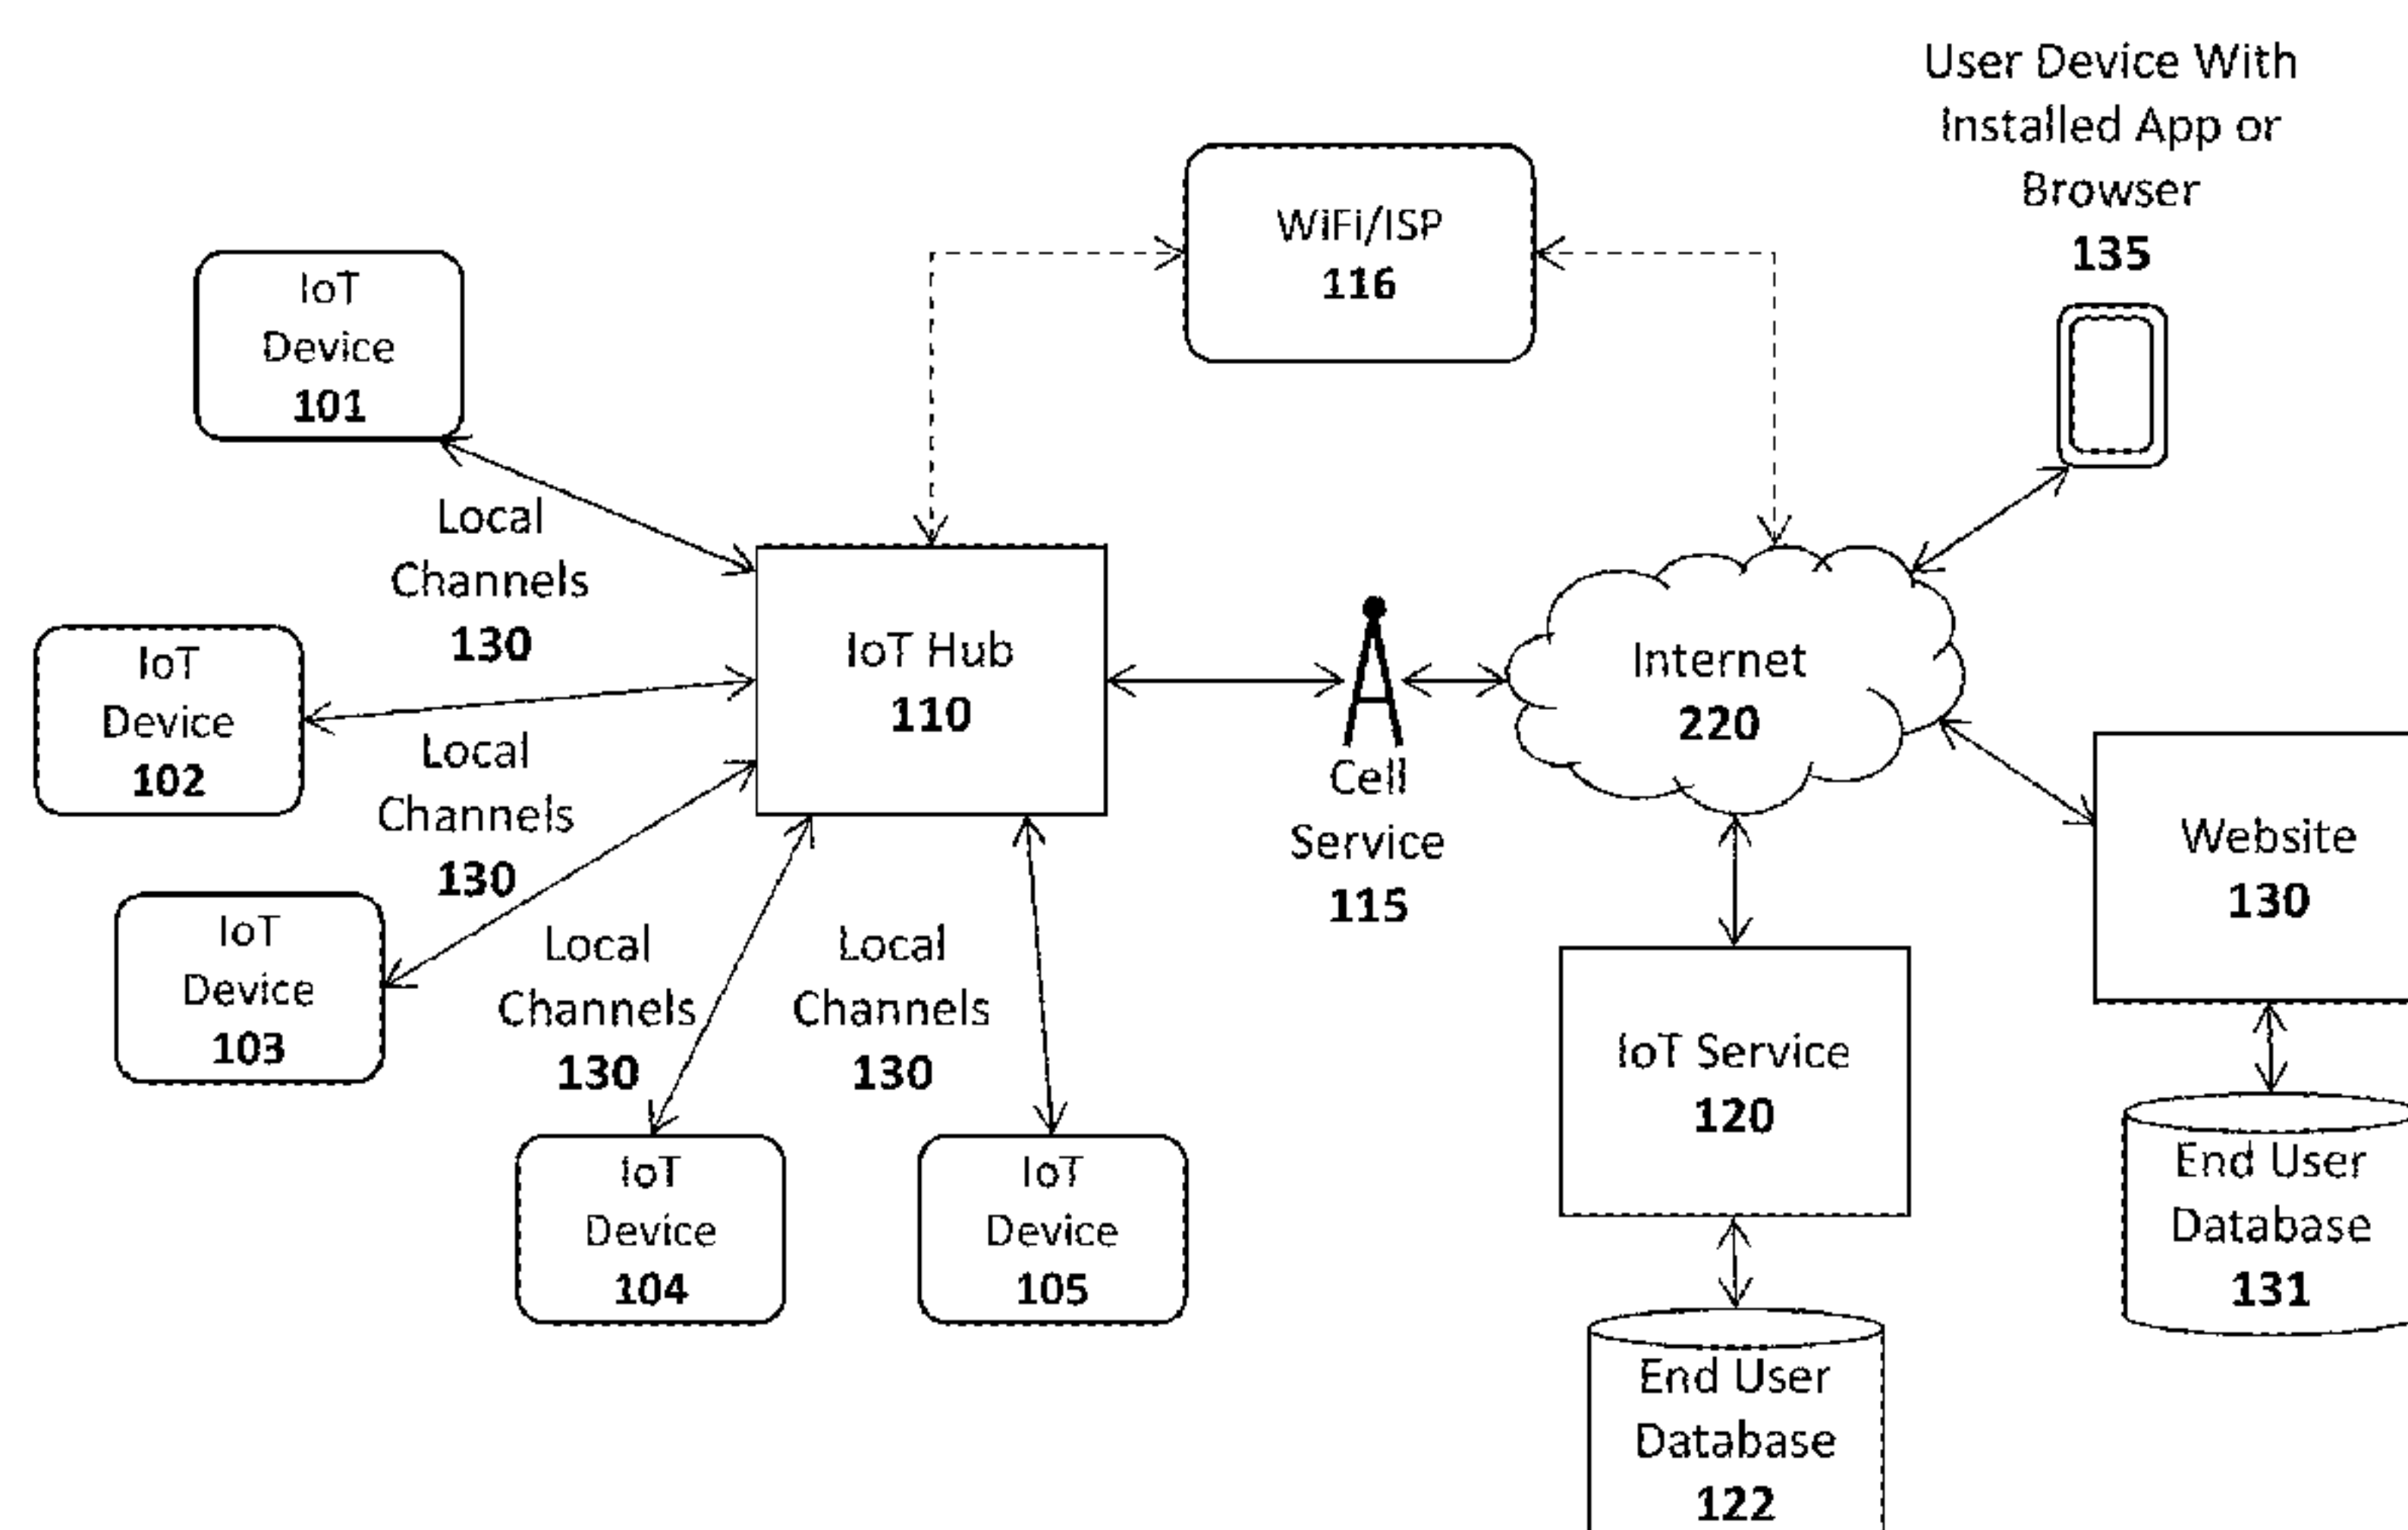 User Device With
Installed App or
Browser
135
WiFi/ISP
116
IoT
Device
101
Local
Channels
130
IoT
Device
102
IoT Hub
110
Internet
220
Local
Channels
130
Cell
Service
115
Website
130
IoT
Device
103
Local
Channels
130
Local
Channels
130
IoT Service
120
IoT
Device
104
IoT
Device
105
End User
Database
131
End User
Database
122